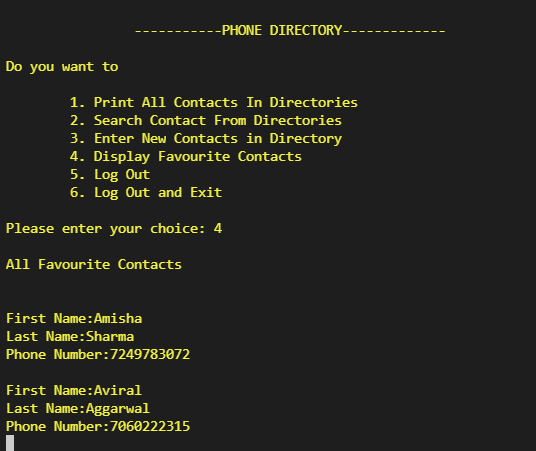 -----------PHONE DIRECTORY-------------
Do you want to
1. Print All Contacts In Directories
2. Search Contact From Directories
3. Enter New Contacts in Directory
4. Display Favourite Contacts
5. Log Out
6. Log Out and Exit
Please enter your choice: 4
All Favourite Contacts
First Name:Amisha
Last Name:Sharma
Phone Number:7249783072
First Name:Aviral
Last Name:Aggarwal
Phone Number:7060222315